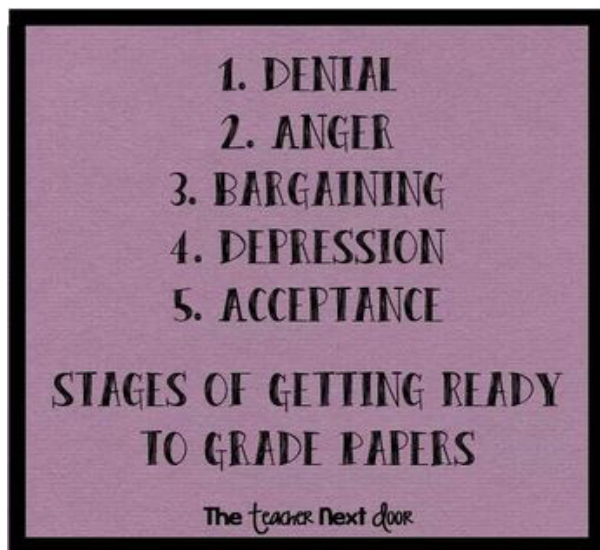 1. DENIAL
2. ANGER
3. BARGAINING
4. DEPRESSION
5. ACCEPTANCE
STAGES OF GETTING READY
TO GRADE PAPERS
The teacher Next door